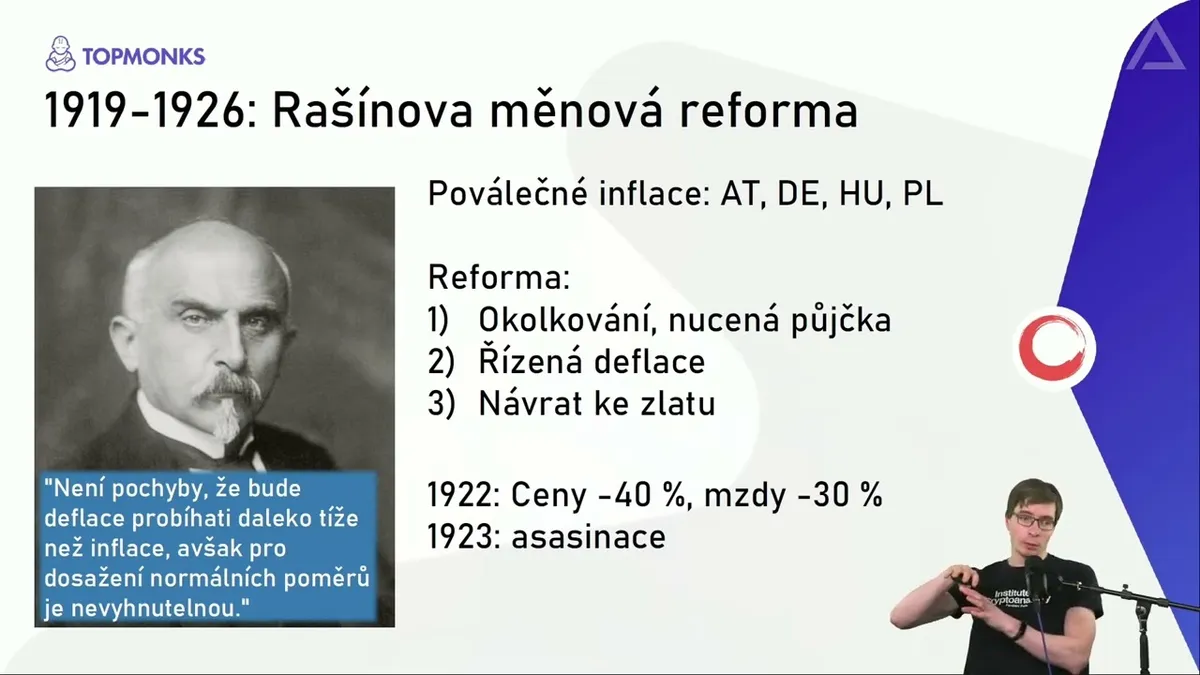 TOPMONKS
1919-1926: Rašínova měnová reforma
Poválečné inflace: AT, DE, HU, PL
Reforma:
1) Okolkování, nucená půjčka
2) Řízená deflace
3) Návrat ke zlatu
1922: Ceny -40 %, mzdy -30 %
1923: asasinace
"Není pochyby, že bude
deflace probíhati daleko tíže
než inflace, avšak pro
dosažení normálních poměrů
je nevyhnutelnou."
Institute